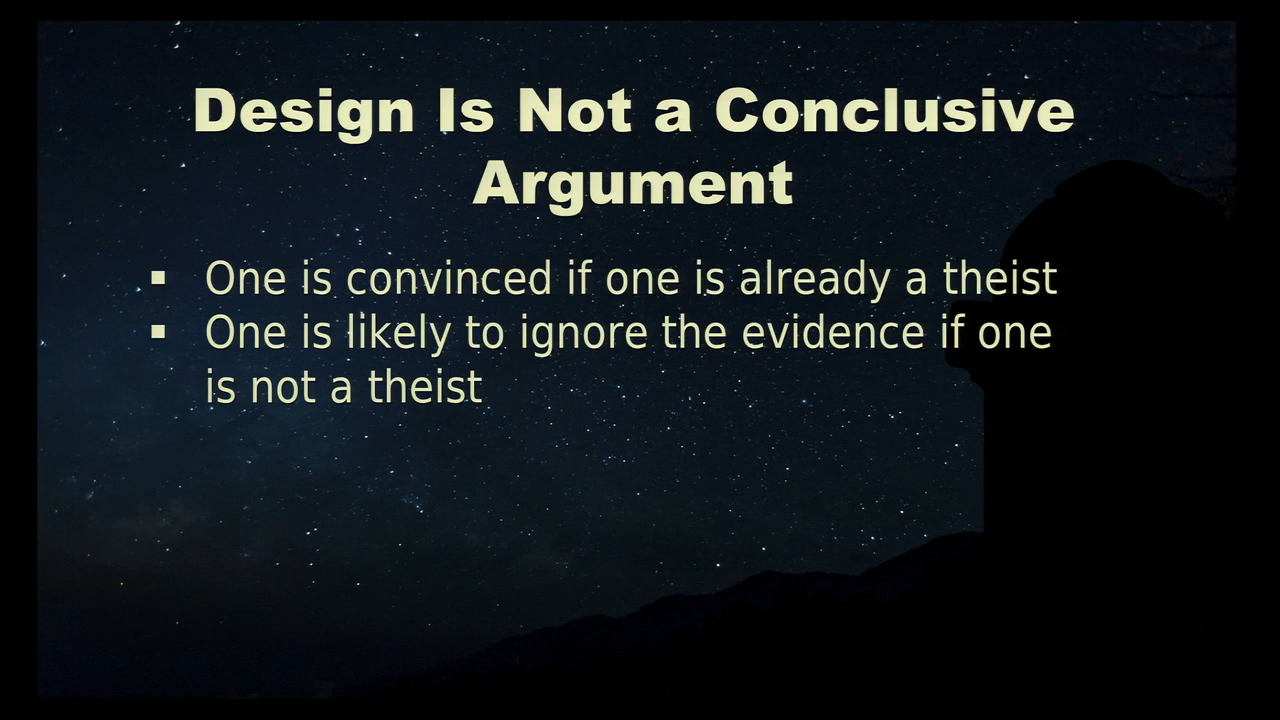 Design Is Not a Conclusive
Argument
▪ One is convinced if one is already a theist
▪ One is likely to ignore the evidence if one
is not a theist